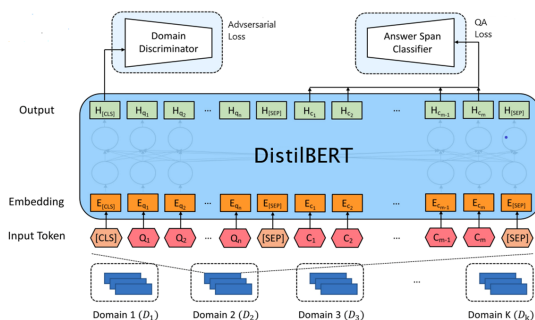 Domain
Discriminator
Advsersarial
Loss
Answer Span
Classifier
QA
Loss
Output
H[CLS] Hq1 Hq2 ... Hqn H[SEP] Hc1 Hc2 ... Hcm-1 Hcm H[SEP]
DistilBERT
Embedding
E[CLS] Eq1 Eq2 ... Eqn E[SEP] Ec1 Ec2 ... Ecm-1 Ecm E[SEP]
Input Token
[CLS] Q1 Q2 ... Qn [SEP] C1 C2 ... Cm-1 Cm [SEP]
...
Domain 1 (D1) Domain 2 (D2) Domain 3 (D3) Domain K (Dk)